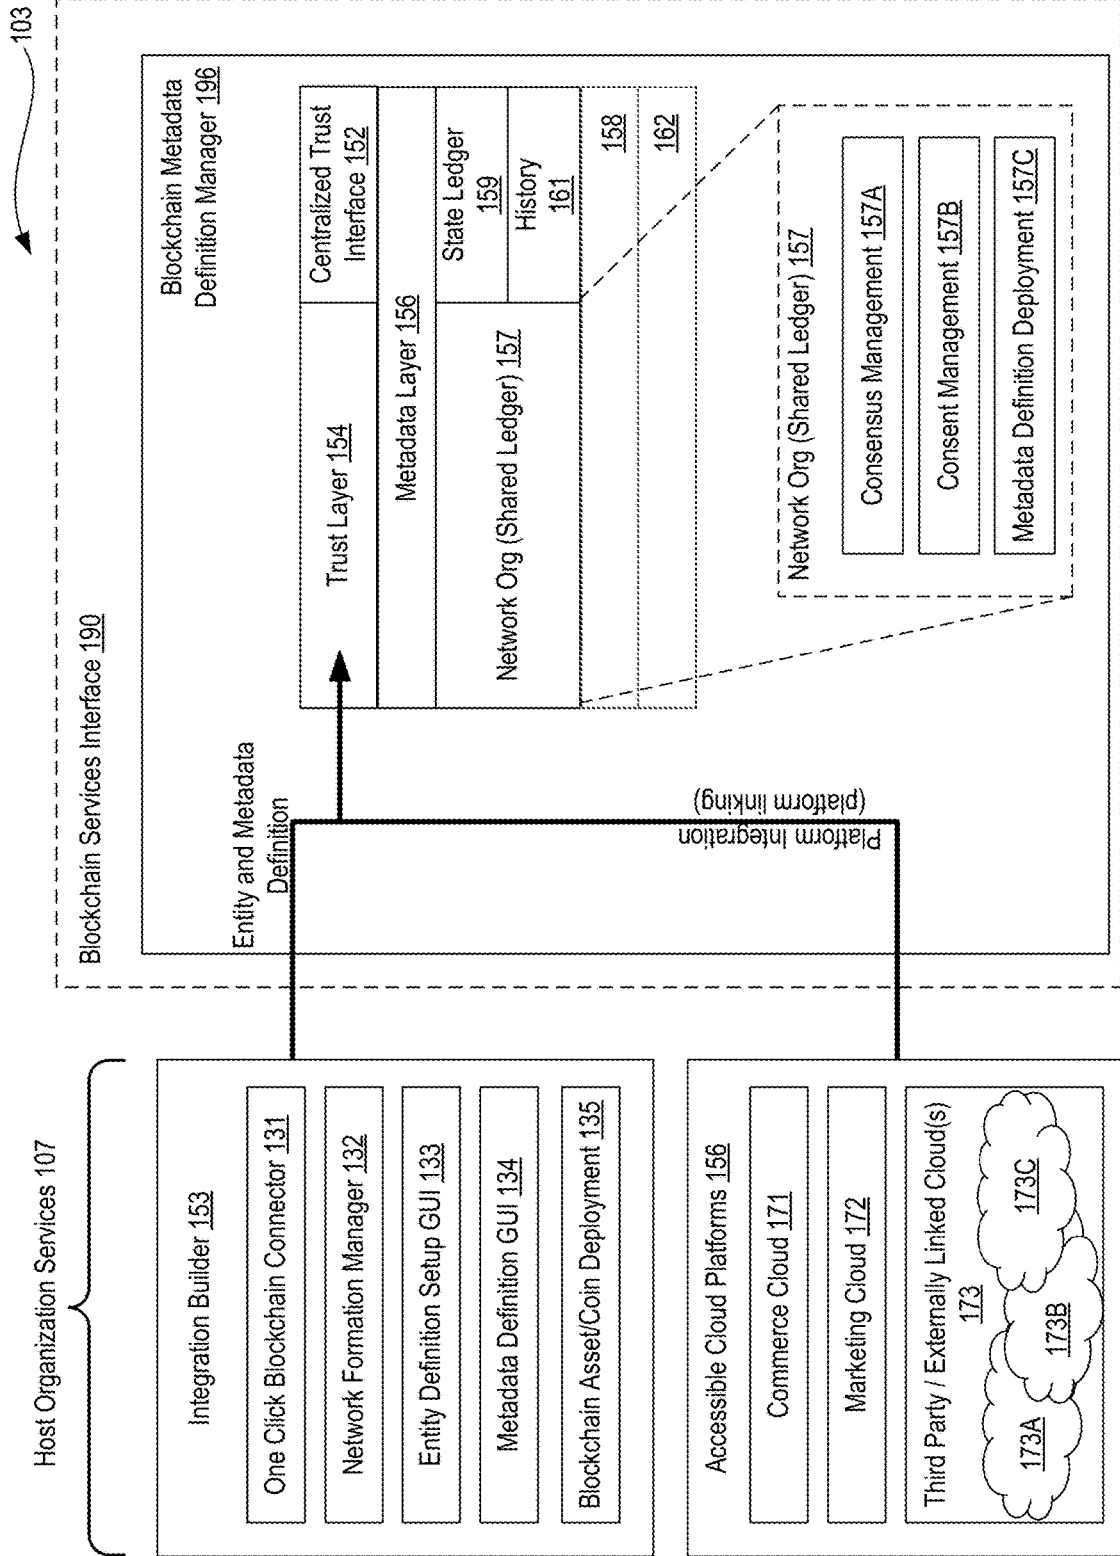 103
Host Organization Services 107
Integration Builder 153
One Click Blockchain Connector 131
Network Formation Manager 132
Entity Definition Setup GUI 133
Metadata Definition GUI 134
Blockchain Asset/Coin Deployment 135
Accessible Cloud Platforms 156
Commerce Cloud 171
Marketing Cloud 172
Third Party / Externally Linked Cloud(s)
173
173A
173B
173C
Blockchain Services Interface 190
Blockchain Metadata
Definition Manager 196
Entity and Metadata
Definition
Platform Integration
(platform linking)
Trust Layer 154
Centralized Trust
Interface 152
Metadata Layer 156
Network Org (Shared Ledger) 157
State Ledger
159
History
161
158
162
Network Org (Shared Ledger) 157
Consensus Management 157A
Consent Management 157B
Metadata Definition Deployment 157C